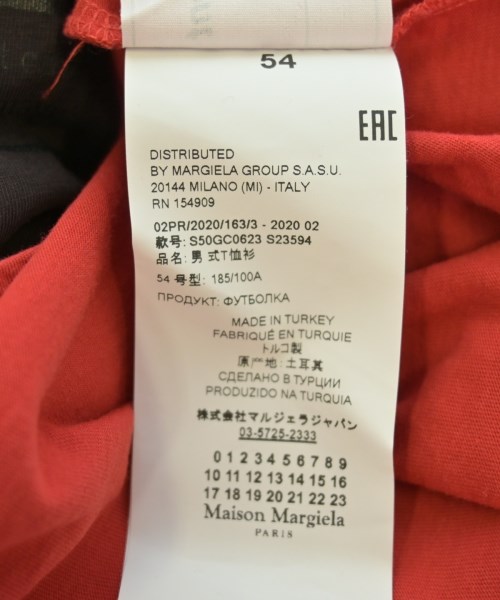 54
EAC
DISTRIBUTED
BY MARGIELA GROUP S.A.S.U.
20144 MILANO (MI) - ITALY
RN 154909
02PR/2020/163/3 - 2020 02
款号: S50GC0623 S23594
品名: 男 式T恤衫
54 号型: 185/100A
ПРОДУКТ: ФУТБОЛКА
MADE IN TURKEY
FABRIQUÉ EN TURQUIE
トルコ製
原产地: 土耳其
СДЕЛАНО В ТУРЦИИ
PRODUZIDO NA TURQUIA
株式会社マルジェラジャパン
03-5725-2333
0 1 2 3 4 5 6 7 8 9
10 11 12 13 14 15 16
17 18 19 20 21 22 23
Maison Margiela
PARIS